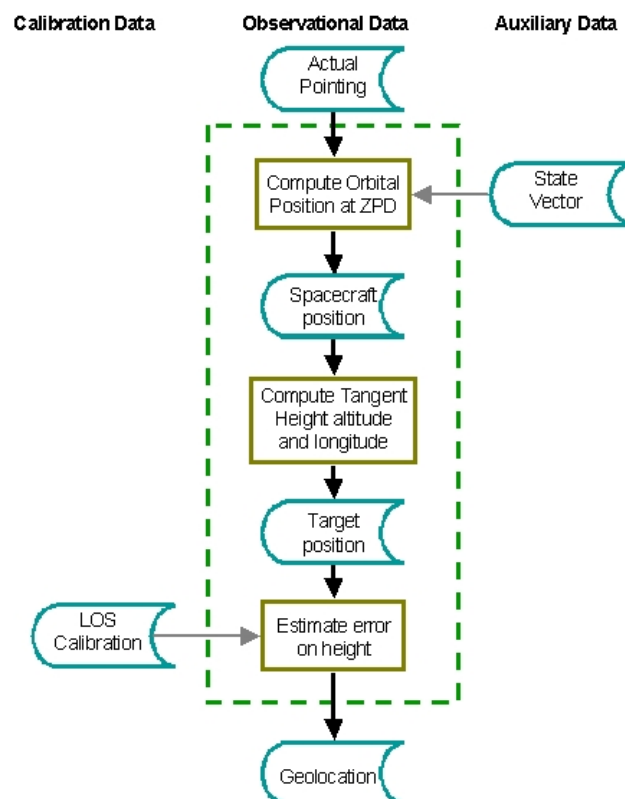 Calibration Data
Observational Data
Auxiliary Data
Actual
Pointing
Compute Orbital
Position at ZPD
State
Vector
Spacecraft
position
Compute Tangent
Height altitude
and longitude
Target
position
LOS
Calibration
Estimate error
on height
Geolocation